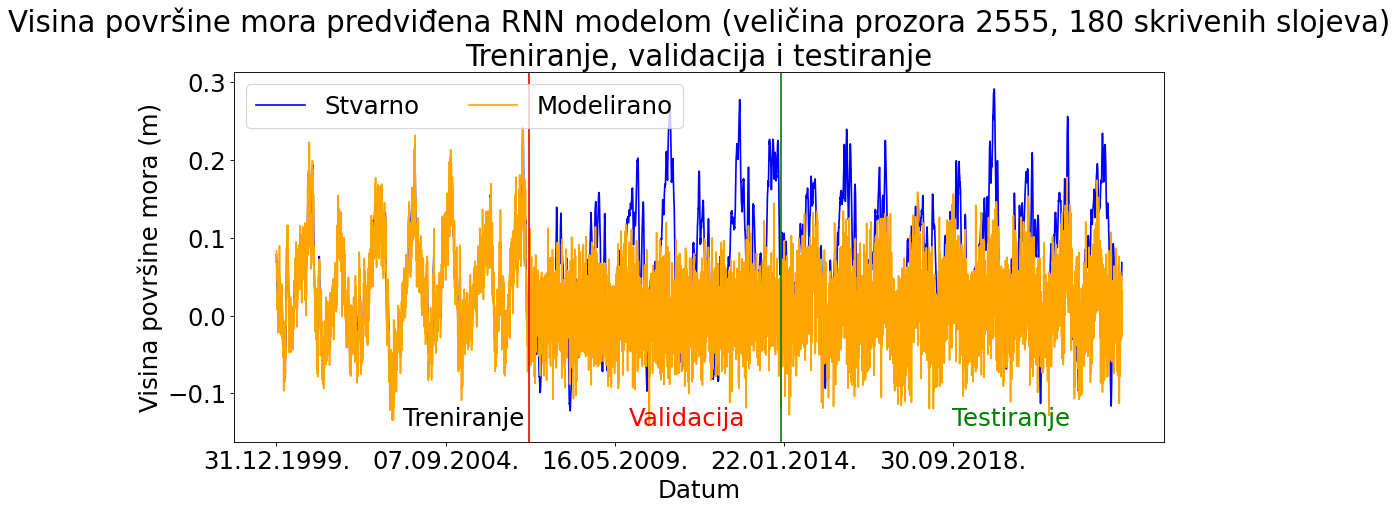 Visina površine mora predviđena RNN modelom (veličina prozora 2555, 180 skrivenih slojeva)
Treniranje, validacija i testiranje
Stvarno
Modelirano
Visina površine mora (m)
0.3
0.2
0.1
0.0
−0.1
Treniranje
Validacija
Testiranje
31.12.1999.
07.09.2004.
16.05.2009.
22.01.2014.
30.09.2018.
Datum